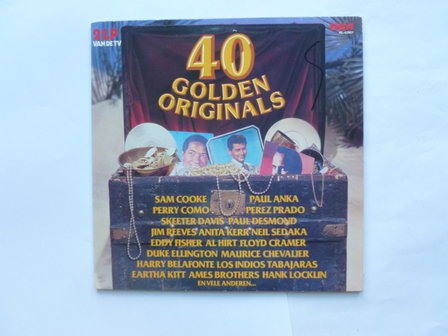 2 LP
VAN DE TV
40
GOLDEN
ORIGINALS
SAM COOKE PAUL ANKA
PERRY COMO PEREZ PRADO
SKEETER DAVIS PAUL DESMOND
JIM REEVES ANITA KERR NEIL SEDAKA
EDDY FISHER AL HIRT FLOYD CRAMER
DUKE ELLINGTON MAURICE CHEVALIER
HARRY BELAFONTE LOS INDIOS TABAJARAS
EARTHA KITT AMES BROTHERS HANK LOCKLIN
EN VELE ANDEREN...